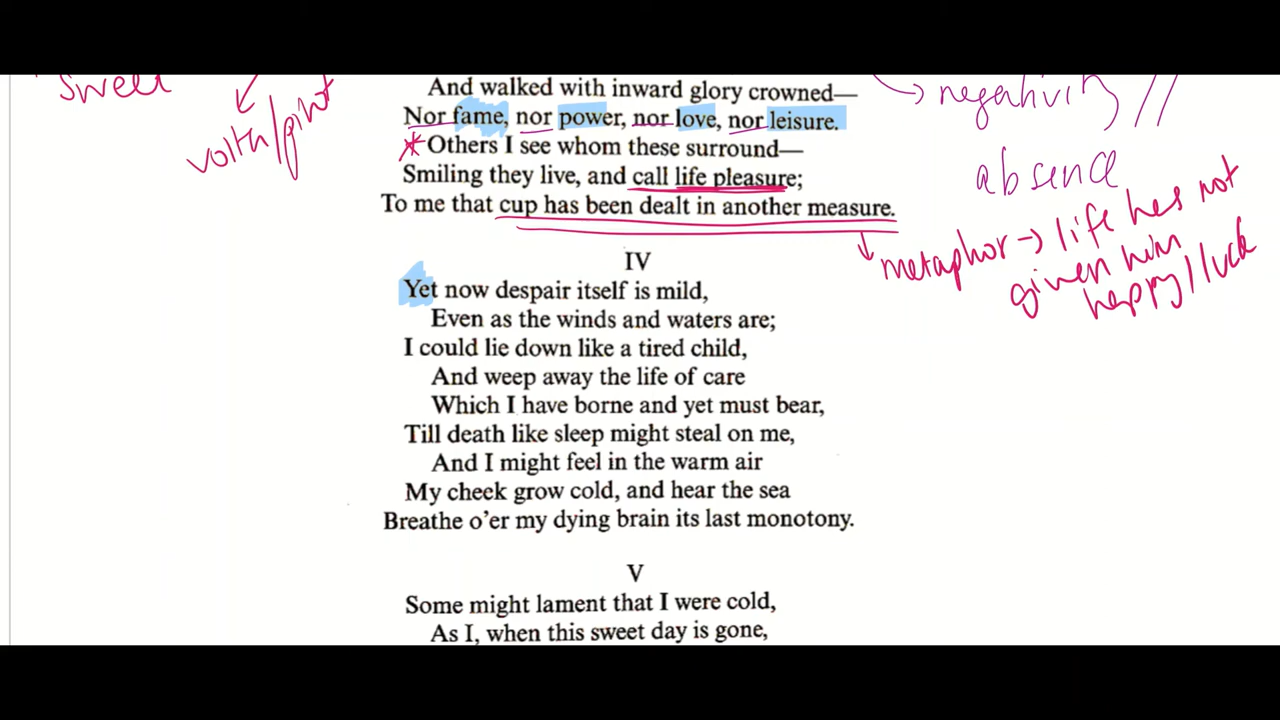 swell
volta/pivot
And walked with inward glory crowned—
Nor fame, nor power, nor love, nor leisure.
Others I see whom these surround—
Smiling they live, and call life pleasure;
To me that cup has been dealt in another measure.
negativity //
absence
metaphor → life has not
given him
happy/luck
IV
Yet now despair itself is mild,
Even as the winds and waters are;
I could lie down like a tired child,
And weep away the life of care
Which I have borne and yet must bear,
Till death like sleep might steal on me,
And I might feel in the warm air
My cheek grow cold, and hear the sea
Breathe o'er my dying brain its last monotony.
V
Some might lament that I were cold,
As I, when this sweet day is gone,